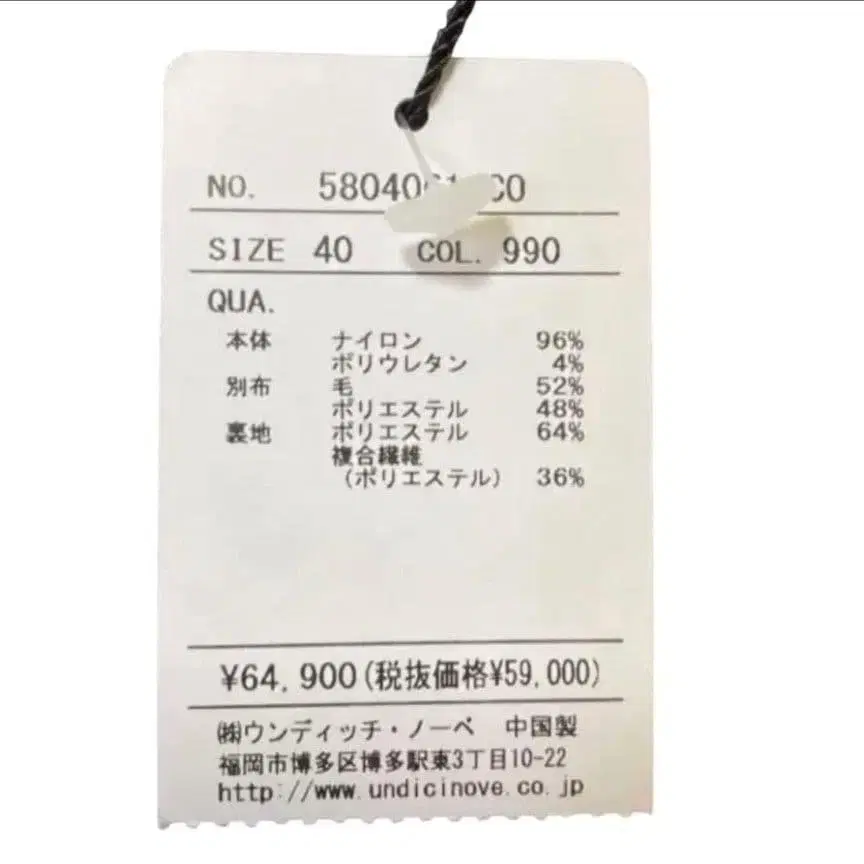 NO. 
SIZE 40 COL. 990
QUA.
本体 ナイロン 96%
ポリウレタン 4%
別布 毛 52%
ポリエステル 48%
裏地 ポリエステル 64%
複合繊維
(ポリエステル) 36%
¥64,900(税抜価格¥59,000)
㈱ウンディッチ・ノーベ 中国製
福岡市博多区博多駅東3丁目10-22
http://www.undicinove.co.jp